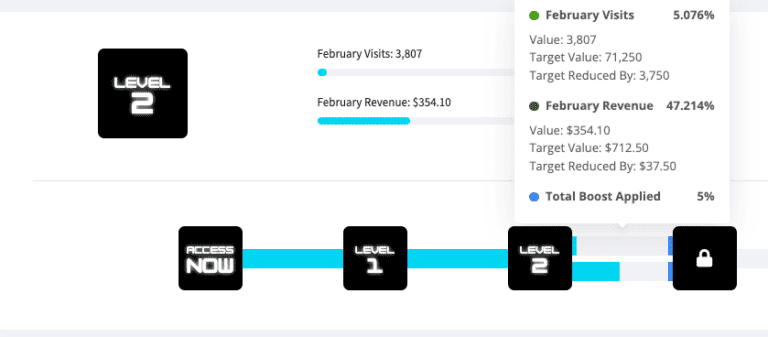 February Visits 5.076%
Value: 3,807
Target Value: 71,250
Target Reduced By: 3,750
February Revenue 47.214%
Value: $354.10
Target Value: $712.50
Target Reduced By: $37.50
Total Boost Applied 5%
LEVEL
2
February Visits: 3,807
February Revenue: $354.10
ACCESS
NOW
LEVEL
1
LEVEL
2